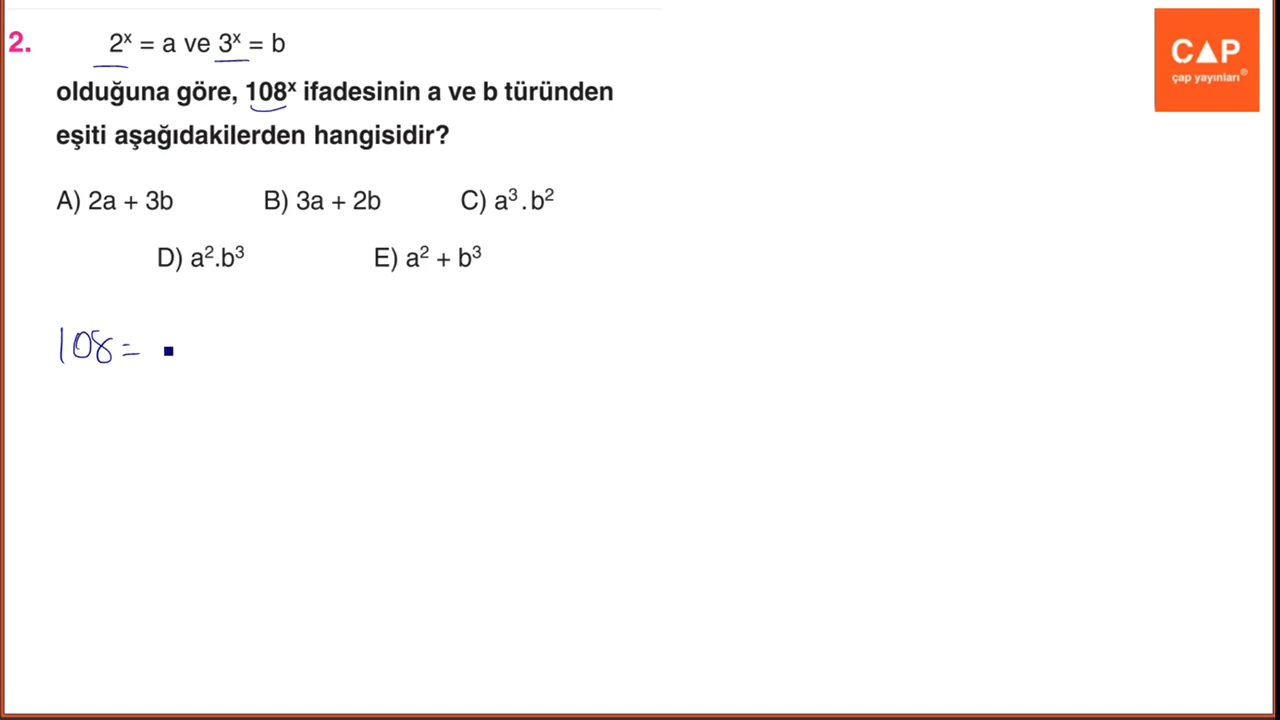 2. 2ˣ = a ve 3ˣ = b
olduğuna göre, 108ˣ ifadesinin a ve b türünden
eşiti aşağıdakilerden hangisidir?
A) 2a + 3b B) 3a + 2b C) a³.b²
D) a².b³ E) a² + b³
108 =
CAP
çap yayınları®